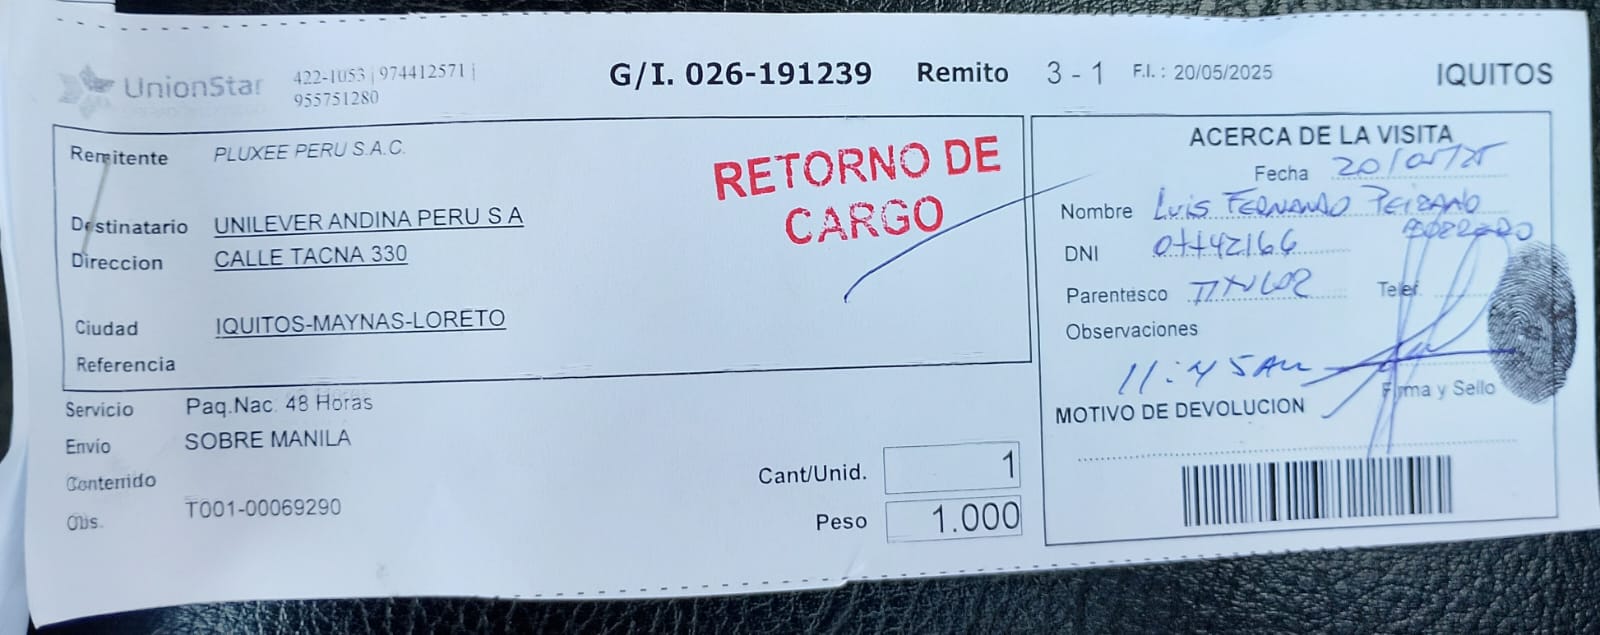 UnionStar
422-1053 | 974412571 |
955751280
G/I. 026-191239 Remito 3 - 1 F.I. : 20/05/2025 IQUITOS
Remitente PLUXEE PERU S.A.C.
RETORNO DE
CARGO
Destinatario UNILEVER ANDINA PERU S A
Direccion CALLE TACNA 330
Ciudad IQUITOS-MAYNAS-LORETO
Referencia
Servicio Paq.Nac. 48 Horas
Envio SOBRE MANILA
Contenido
Obs. T001-00069290
Cant/Unid. 1
Peso 1.000
ACERCA DE LA VISITA
Fecha 20/05/25
Nombre Luis FERNANDO
DNI
Parentesco TITULAR Telef.
Observaciones
11:45 AM
Firma y Sello
MOTIVO DE DEVOLUCION